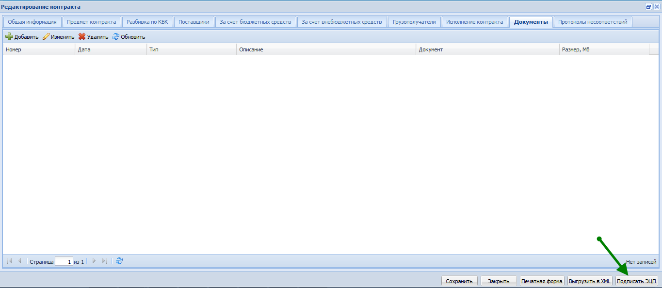 Редактирование контракта
Общая информация Предмет контракта Разбивка по КБК Поставщики За счет бюджетных средств За счет внебюджетных средств Грузополучатели Исполнение контракта Документы Протоколы несоответствий
Добавить Изменить Удалить Обновить
Номер Дата Тип Описание Документ Размер, Мб
Страница 1 из 1 Нет записей
Сохранить Закрыть Печатная форма Выгрузить в XML Подписать ЭЦП